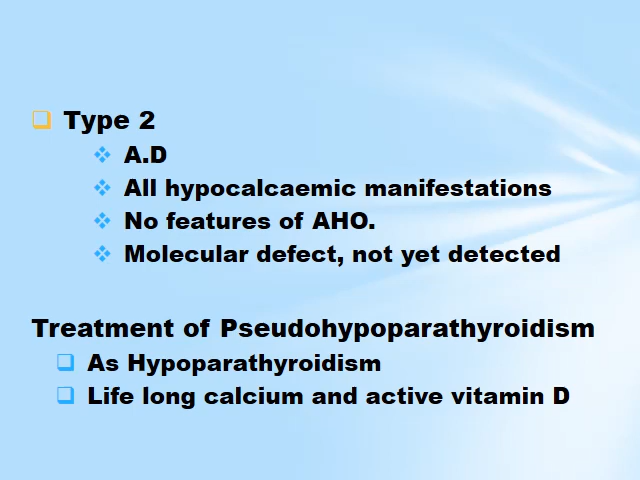 Type 2
A.D
All hypocalcaemic manifestations
No features of AHO.
Molecular defect, not yet detected
Treatment of Pseudohypoparathyroidism
As Hypoparathyroidism
Life long calcium and active vitamin D